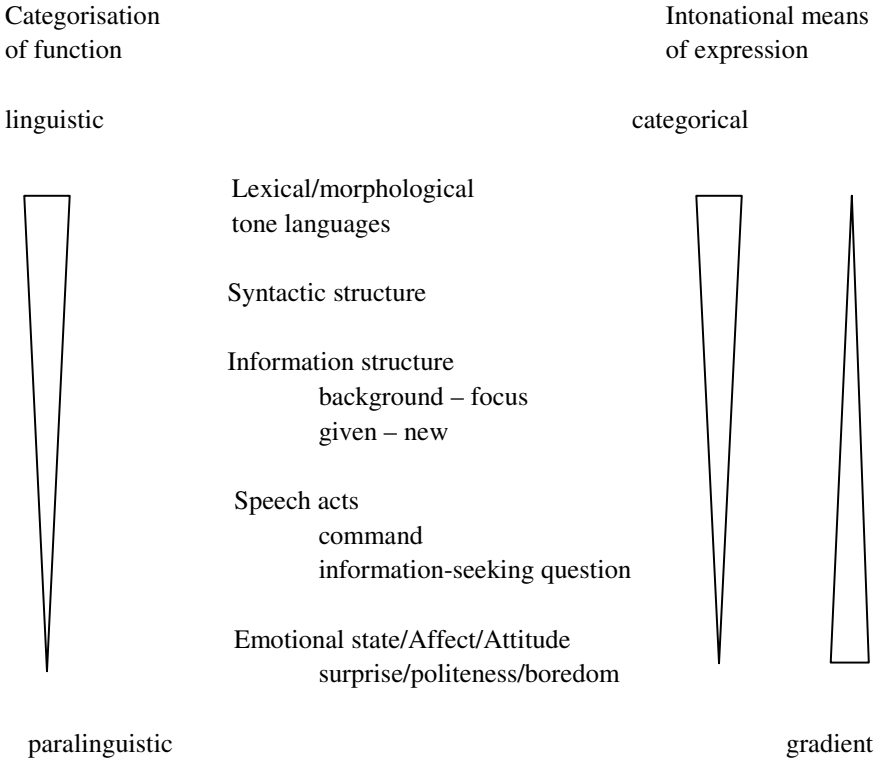 Categorisation
of function
Intonational means
of expression
linguistic
categorical
Lexical/morphological
tone languages
Syntactic structure
Information structure
background – focus
given – new
Speech acts
command
information-seeking question
Emotional state/Affect/Attitude
surprise/politeness/boredom
paralinguistic
gradient